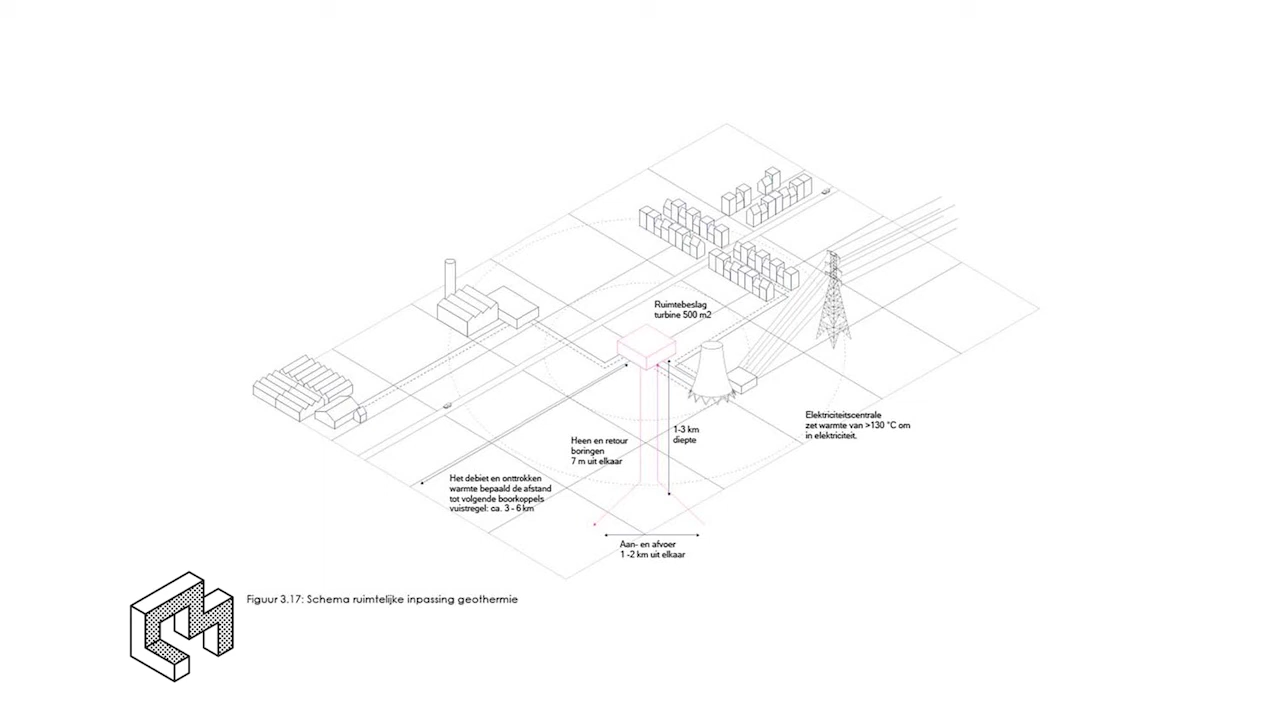 Ruimtebeslag
turbine 500 m2
Elektriciteitscentrale
zet warmte van >130 °C om
in elektriciteit.
1-3 km
diepte
Heen en retour
boringen
7 m uit elkaar
Het debiet en onttrokken
warmte bepaald de afstand
tot volgende boorkoppels
vuistregel: ca. 3 - 6 km
Aan- en afvoer
1 -2 km uit elkaar
Figuur 3.17: Schema ruimtelijke inpassing geothermie